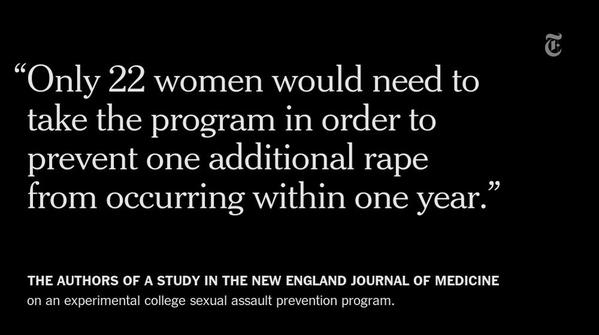 “Only 22 women would need to
take the program in order to
prevent one additional rape
from occurring within one year.”
THE AUTHORS OF A STUDY IN THE NEW ENGLAND JOURNAL OF MEDICINE
on an experimental college sexual assault prevention program.